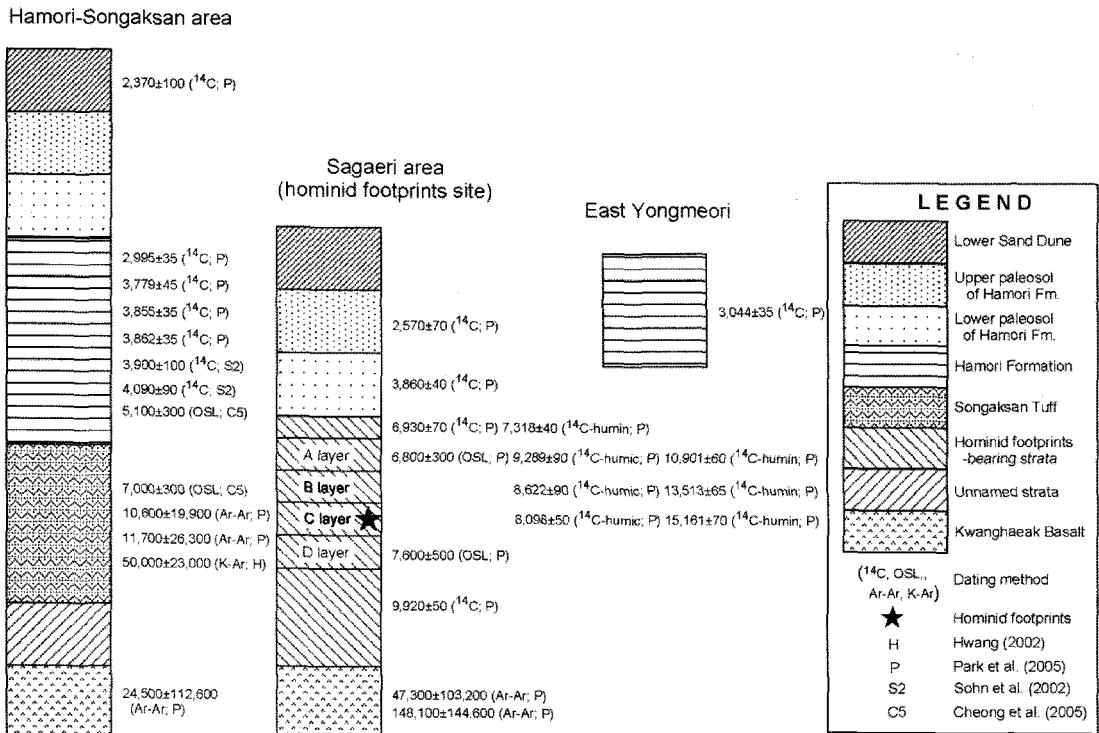 Hamori-Songaksan area
2,370±100 (14C; P)
2,995±35 (14C; P)
3,779±45 (14C; P)
3,855±35 (14C; P)
3,862±35 (14C; P)
3,900±100 (14C; S2)
4,090±90 (14C; S2)
5,100±300 (OSL; C5)
7,000±300 (OSL; C5)
10,600±19,900 (Ar-Ar; P)
11,700±26,300 (Ar-Ar; P)
50,000±23,000 (K-Ar; H)
24,500±112,600
(Ar-Ar; P)
Sagaeri area
(hominid footprints site)
2,570±70 (14C; P)
3,860±40 (14C; P)
6,930±70 (14C; P) 7,318±40 (14C-humin; P)
A layer
6,800±300 (OSL; P) 9,289±90 (14C-humic; P) 10,901±60 (14C-humin; P)
B layer
8,622±90 (14C-humic; P) 13,513±65 (14C-humin; P)
C layer
8,096±50 (14C-humic; P) 15,161±70 (14C-humin; P)
D layer
7,600±500 (OSL; P)
9,920±50 (14C; P)
47,300±103,200 (Ar-Ar; P)
148,100±144,600 (Ar-Ar; P)
East Yongmeori
3,044±35 (14C; P)
LEGEND
Lower Sand Dune
Upper paleosol
of Hamori Fm.
Lower paleosol
of Hamori Fm.
Hamori Formation
Songaksan Tuff
Hominid footprints
-bearing strata
Unnamed strata
Kwanghaeak Basalt
(14C, OSL,,
Ar-Ar, K-Ar)
Dating method
Hominid footprints
H Hwang (2002)
P Park et al. (2005)
S2 Sohn et al. (2002)
C5 Cheong et al. (2005)